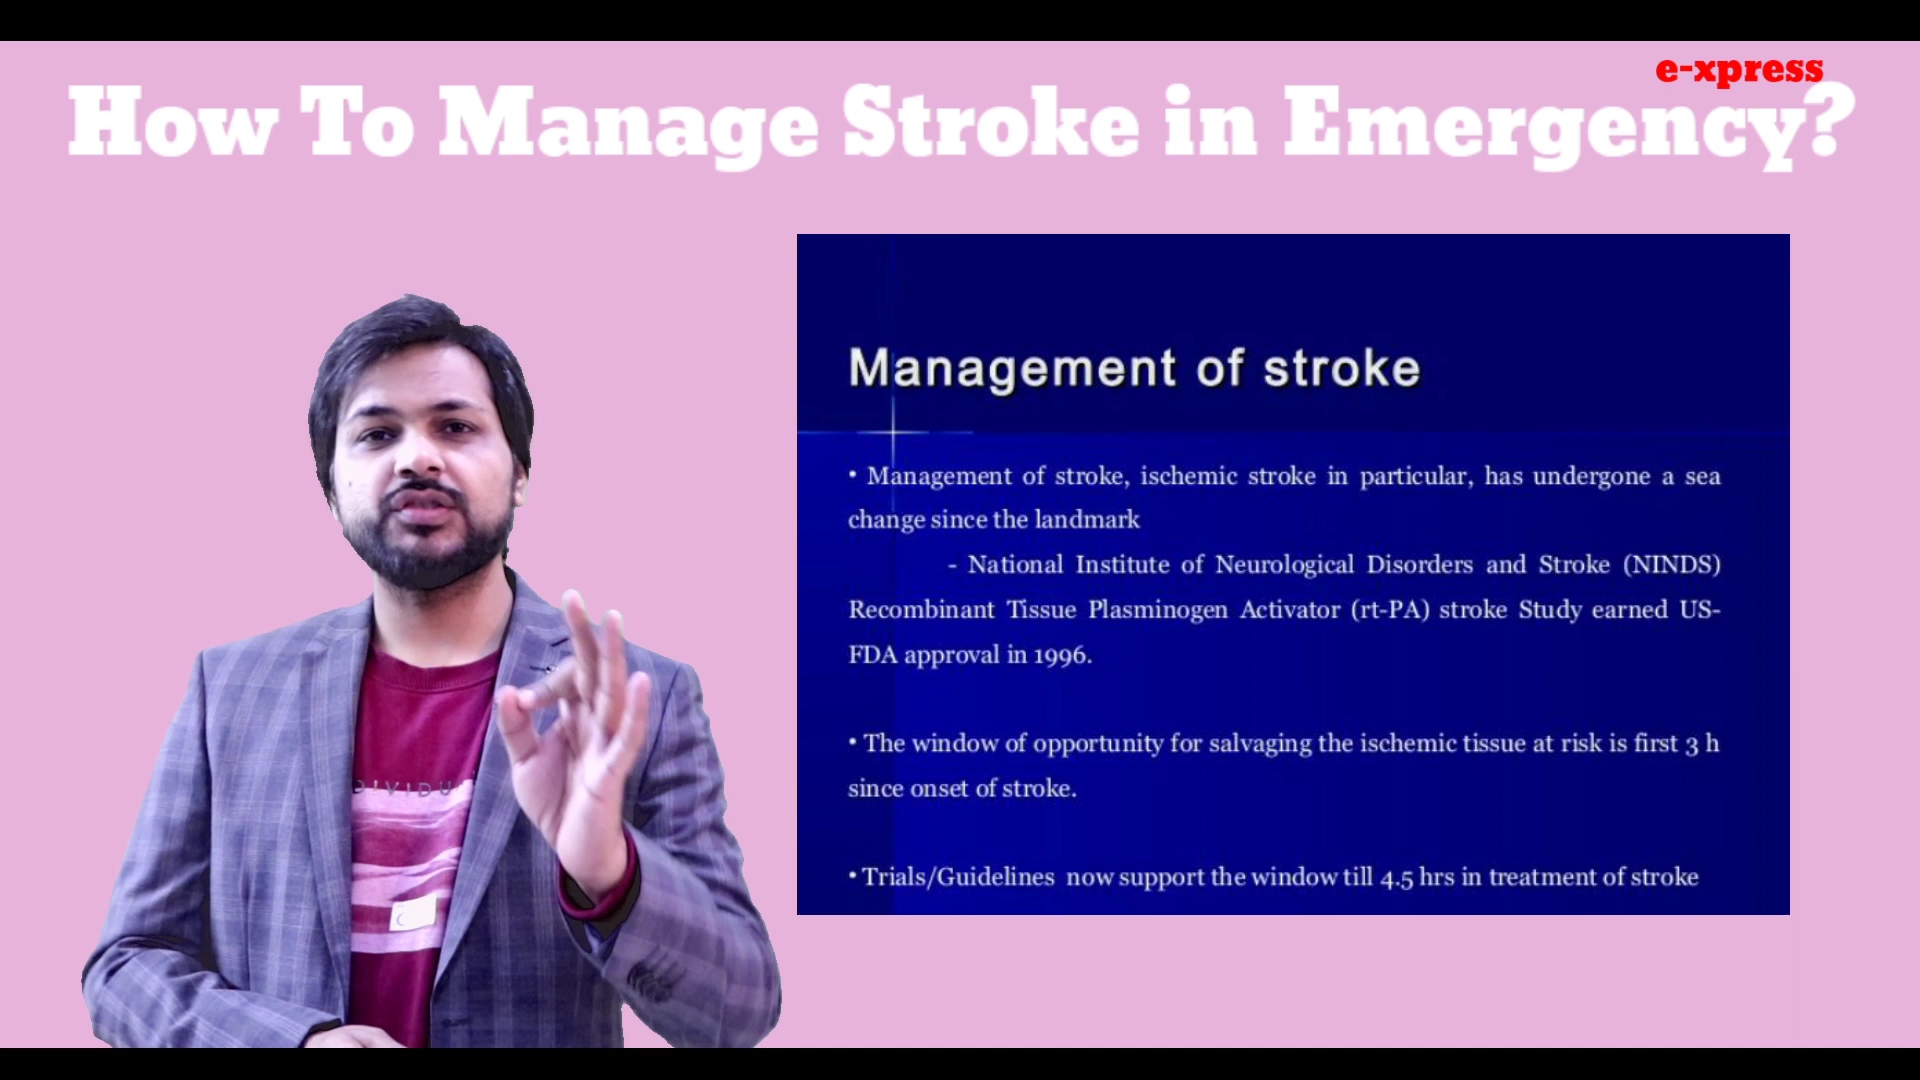 e-xpress
How To Manage Stroke in Emergency?
Management of stroke
• Management of stroke, ischemic stroke in particular, has undergone a sea
change since the landmark
- National Institute of Neurological Disorders and Stroke (NINDS)
Recombinant Tissue Plasminogen Activator (rt-PA) stroke Study earned US-
FDA approval in 1996.
• The window of opportunity for salvaging the ischemic tissue at risk is first 3 h
since onset of stroke.
• Trials/Guidelines now support the window till 4.5 hrs in treatment of stroke
DIVIDU